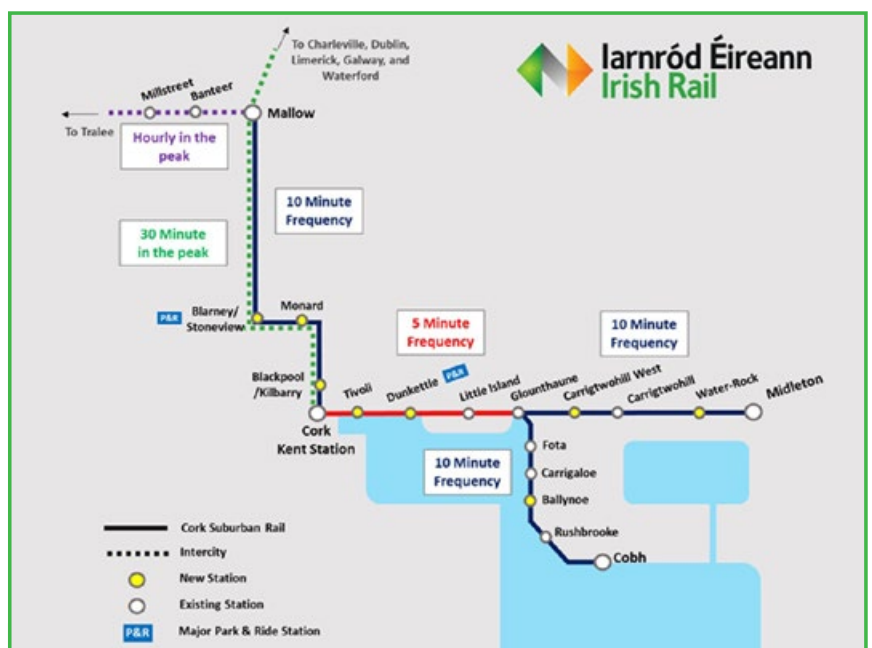 To Charleville, Dublin,
Limerick, Galway, and
Waterford
Iarnród Éireann
Irish Rail
Millstreet
Banteer
Mallow
To Tralee
Hourly in the
peak
10 Minute
Frequency
30 Minute
in the peak
P&R
Blarney/
Stoneview
Monard
5 Minute
Frequency
10 Minute
Frequency
Blackpool
/Kilbarry
Tivoli
Dunkettle
P&R
Little Island
Glounthaune
Carrigtwohill West
Carrigtwohill
Water-Rock
Midleton
Cork
Kent Station
10 Minute
Frequency
Fota
Carrigaloe
Ballynoe
Rushbrooke
Cobh
Cork Suburban Rail
Intercity
New Station
Existing Station
P&R
Major Park & Ride Station